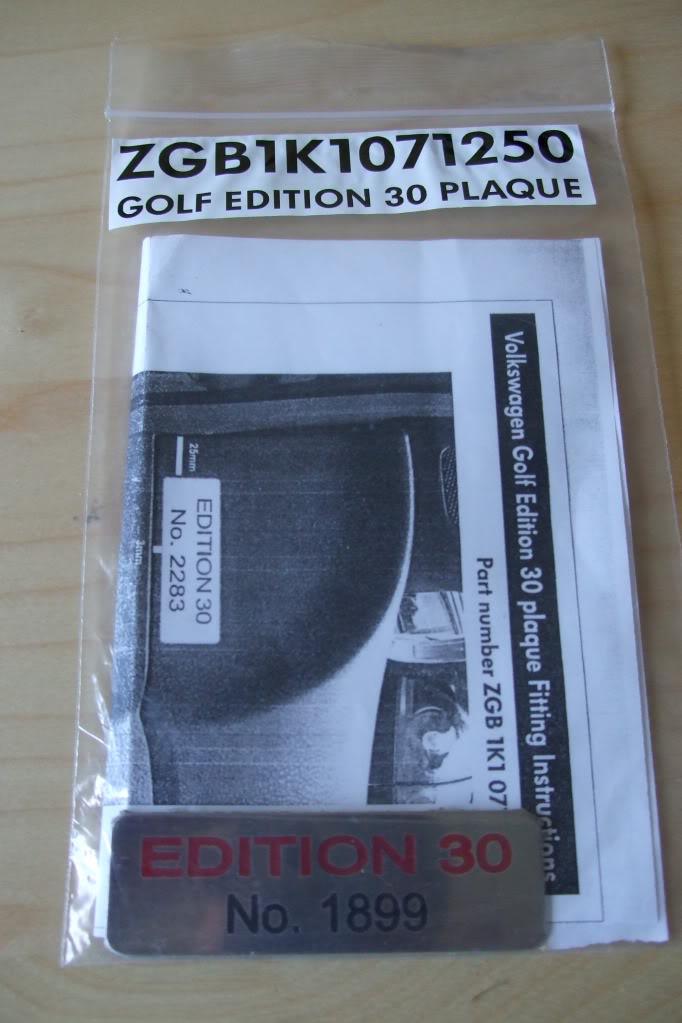 ZGB1K1071250
GOLF EDITION 30 PLAQUE
Volkswagen Golf Edition 30 plaque Fitting Instructions
Part number ZGB 1K1 07
25mm
EDITION 30
No. 2283
3mm
EDITION 30
No. 1899